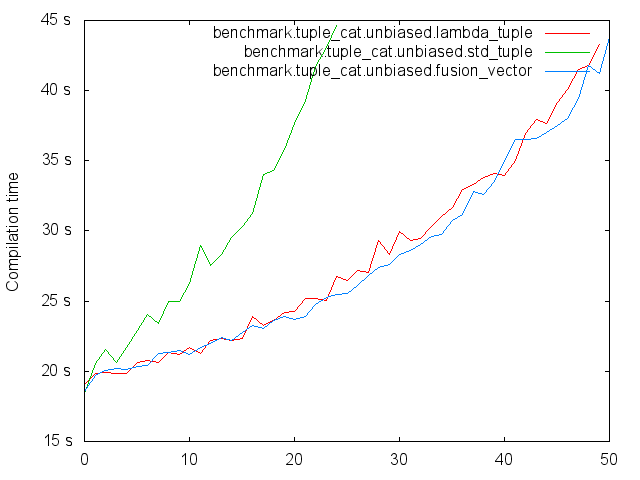 45 s
benchmark.tuple_cat.unbiased.lambda_tuple
benchmark.tuple_cat.unbiased.std_tuple
benchmark.tuple_cat.unbiased.fusion_vector
40 s
35 s
30 s
25 s
20 s
15 s
Compilation time
0 10 20 30 40 50